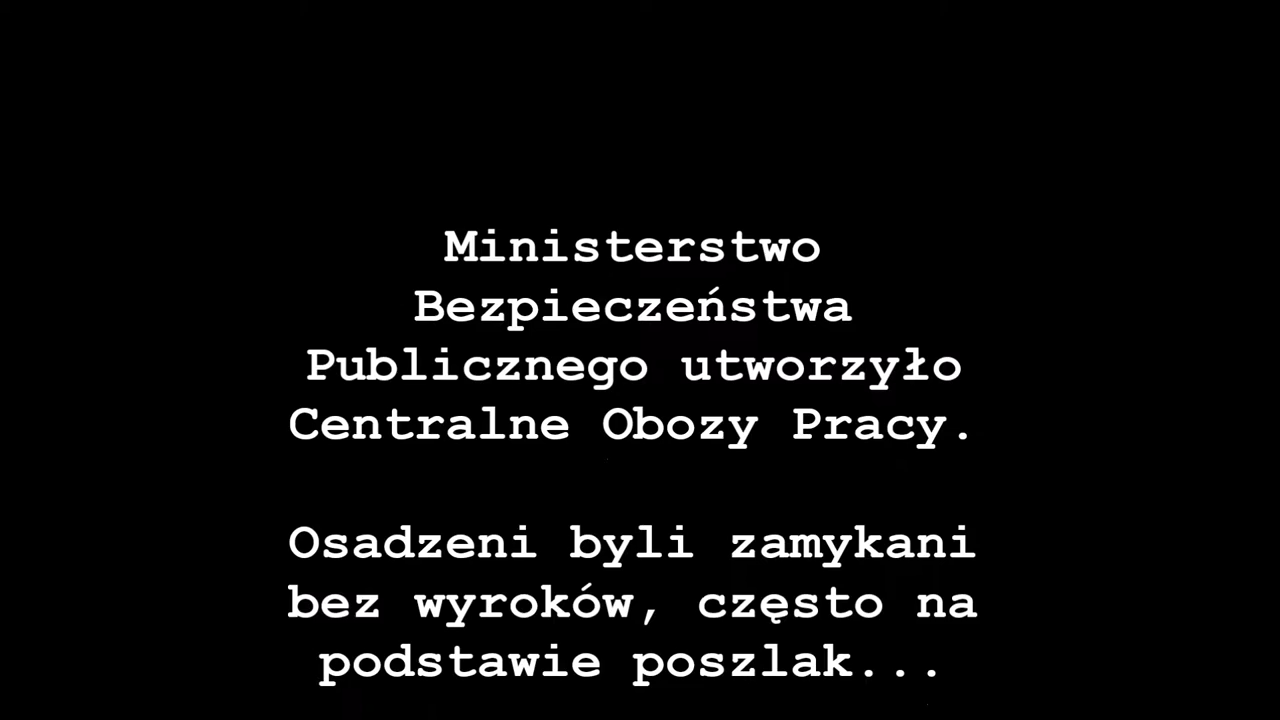 Ministerstwo
Bezpieczeństwa
Publicznego utworzyło
Centralne Obozy Pracy.
Osadzeni byli zamykani
bez wyroków, często na
podstawie poszlak...